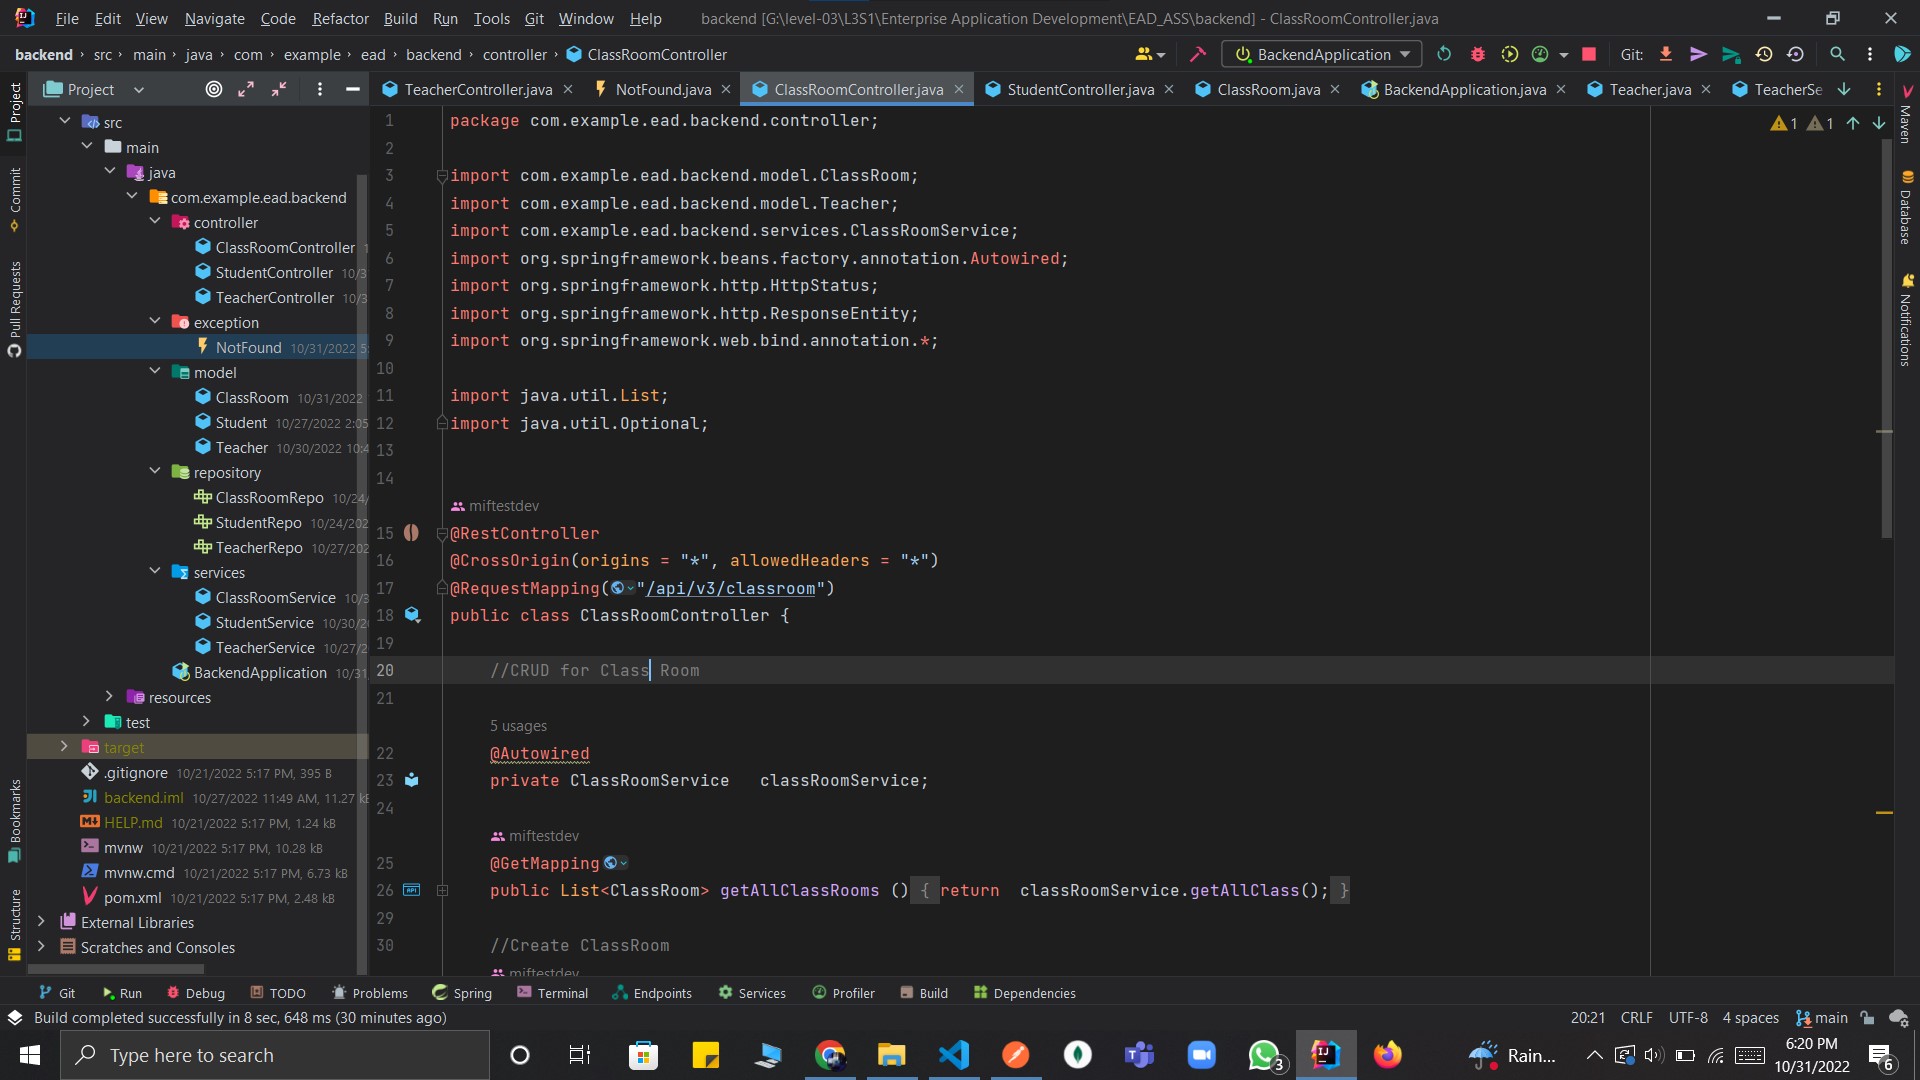 File Edit View Navigate Code Refactor Build Run Tools Git Window Help backend [G:\level-03\L3S1\Enterprise Application Development\EAD_ASS\backend] - ClassRoomController.java
backend src main java com example ead backend controller ClassRoomController BackendApplication Git:
Project TeacherController.java NotFound.java ClassRoomController.java StudentController.java ClassRoom.java BackendApplication.java Teacher.java TeacherSe
Project
Commit
Pull Requests
Bookmarks
Structure
src
main
java
com.example.ead.backend
controller
ClassRoomController 1
StudentController 10/3
TeacherController 10/3
exception
NotFound 10/31/2022 5:
model
ClassRoom 10/31/2022
Student 10/27/2022 2:05
Teacher 10/30/2022 10:4
repository
ClassRoomRepo 10/24/
StudentRepo 10/24/202
TeacherRepo 10/27/202
services
ClassRoomService 10/3
StudentService 10/30/2
TeacherService 10/27/2
BackendApplication 10/31
resources
test
target
.gitignore 10/21/2022 5:17 PM, 395 B
backend.iml 10/27/2022 11:49 AM, 11.27 kB
HELP.md 10/21/2022 5:17 PM, 1.24 kB
mvnw 10/21/2022 5:17 PM, 10.28 kB
mvnw.cmd 10/21/2022 5:17 PM, 6.73 kB
pom.xml 10/21/2022 5:17 PM, 2.48 kB
External Libraries
Scratches and Consoles
1 package com.example.ead.backend.controller; 1 1
2
3 import com.example.ead.backend.model.ClassRoom;
4 import com.example.ead.backend.model.Teacher;
5 import com.example.ead.backend.services.ClassRoomService;
6 import org.springframework.beans.factory.annotation.Autowired;
7 import org.springframework.http.HttpStatus;
8 import org.springframework.http.ResponseEntity;
9 import org.springframework.web.bind.annotation.*;
10
11 import java.util.List;
12 import java.util.Optional;
13
14
miftestdev
15 @RestController
16 @CrossOrigin(origins = "*", allowedHeaders = "*")
17 @RequestMapping("/api/v3/classroom")
18 public class ClassRoomController {
19
20 //CRUD for Class Room
21
5 usages
22 @Autowired
23 private ClassRoomService classRoomService;
24
miftestdev
25 @GetMapping
26 public List<ClassRoom> getAllClassRooms () { return classRoomService.getAllClass(); }
29
30 //Create ClassRoom
miftestdev
Maven
Database
Notifications
Git Run Debug TODO Problems Spring Terminal Endpoints Services Profiler Build Dependencies
Build completed successfully in 8 sec, 648 ms (30 minutes ago) 20:21 CRLF UTF-8 4 spaces main
Type here to search 3 Rain... 6:20 PM
10/31/2022 6